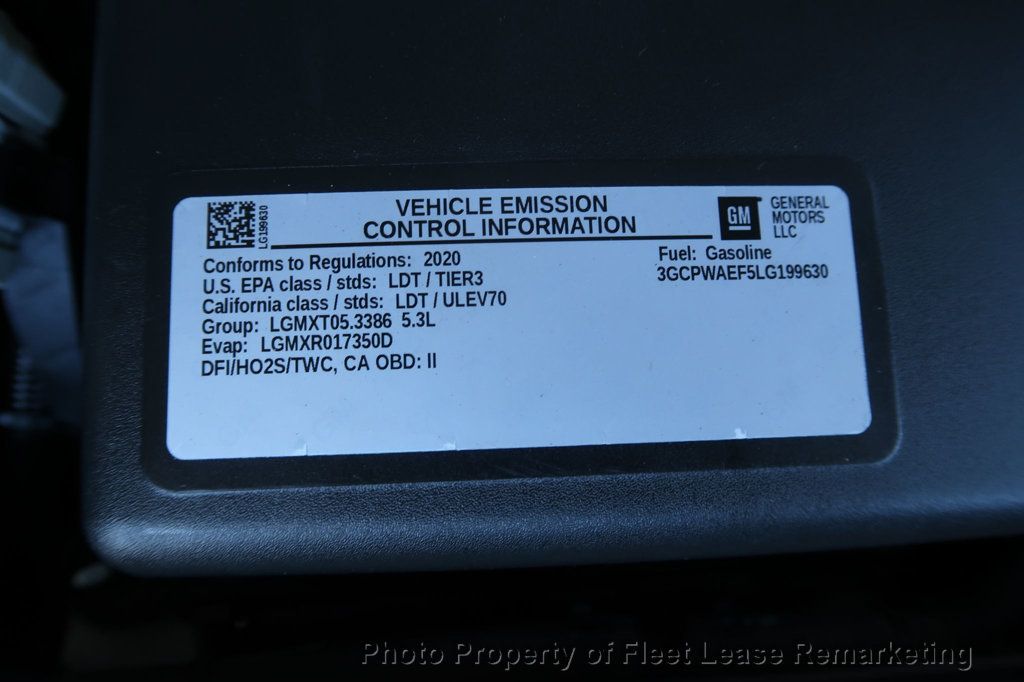 LG199630
VEHICLE EMISSION
CONTROL INFORMATION
GM
GENERAL
MOTORS
LLC
Conforms to Regulations: 2020
U.S. EPA class / stds: LDT / TIER3
California class / stds: LDT / ULEV70
Group: LGMXT05.3386 5.3L
Evap: LGMXR017350D
DFI/HO2S/TWC, CA OBD: II
Fuel: Gasoline
3GCPWAEF5LG199630
Photo Property of Fleet Lease Remarketing